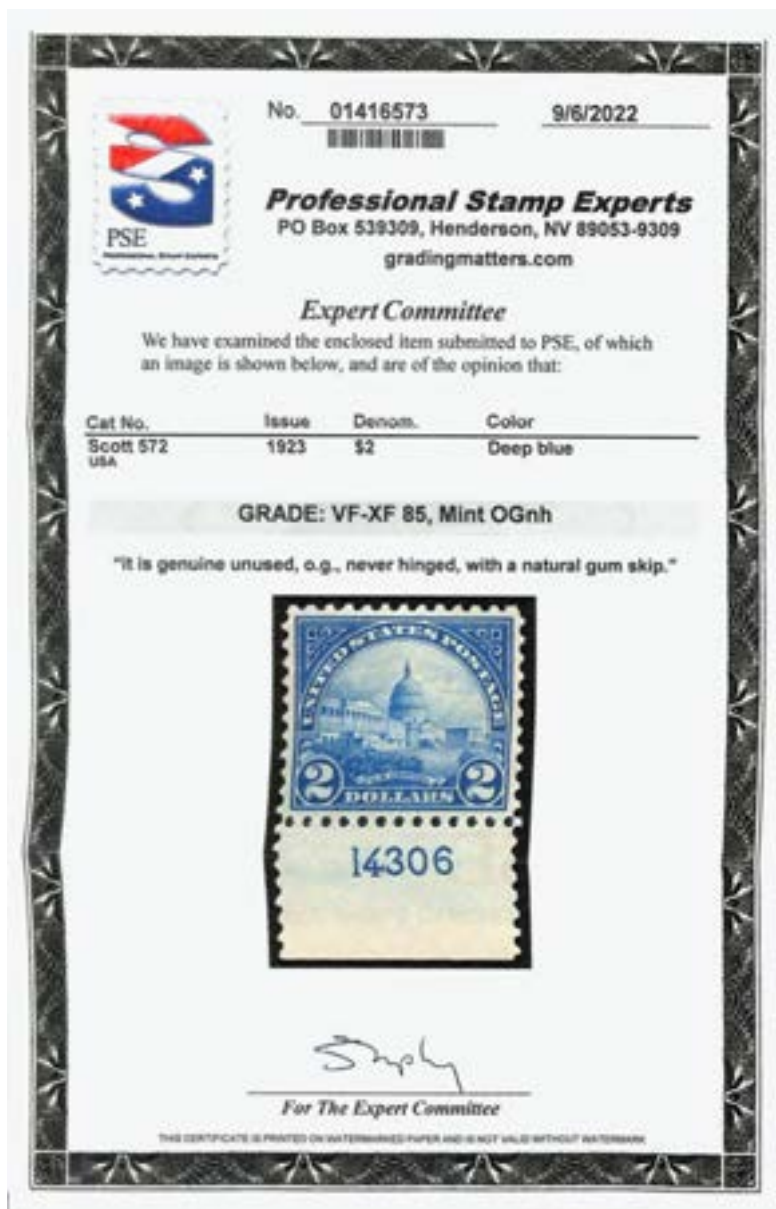 No. 01416573 9/6/2022
PSE
Professional Stamp Experts
PO Box 539309, Henderson, NV 89053-9309
gradingmatters.com
Expert Committee
We have examined the enclosed item submitted to PSE, of which
an image is shown below, and are of the opinion that:
Cat No. Issue Denom. Color
Scott 572 1923 $2 Deep blue
USA
GRADE: VF-XF 85, Mint OGnh
"it is genuine unused, o.g., never hinged, with a natural gum skip."
UNITED STATES POSTAGE
2 DOLLARS 2
14306
For The Expert Committee
THIS CERTIFICATE IS PRINTED ON WATERMARKED PAPER AND IS NOT VALID WITHOUT WATERMARK